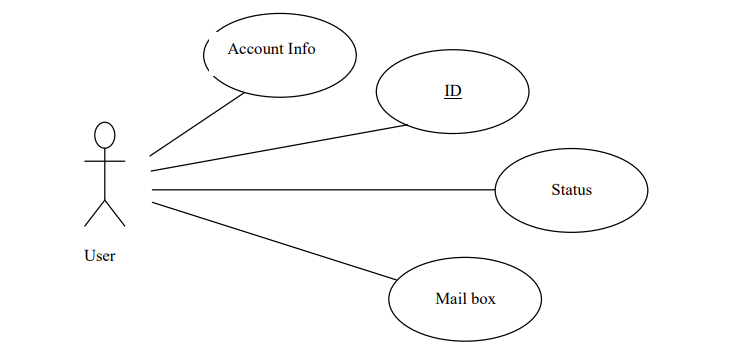 Account Info
ID
Status
User
Mail box